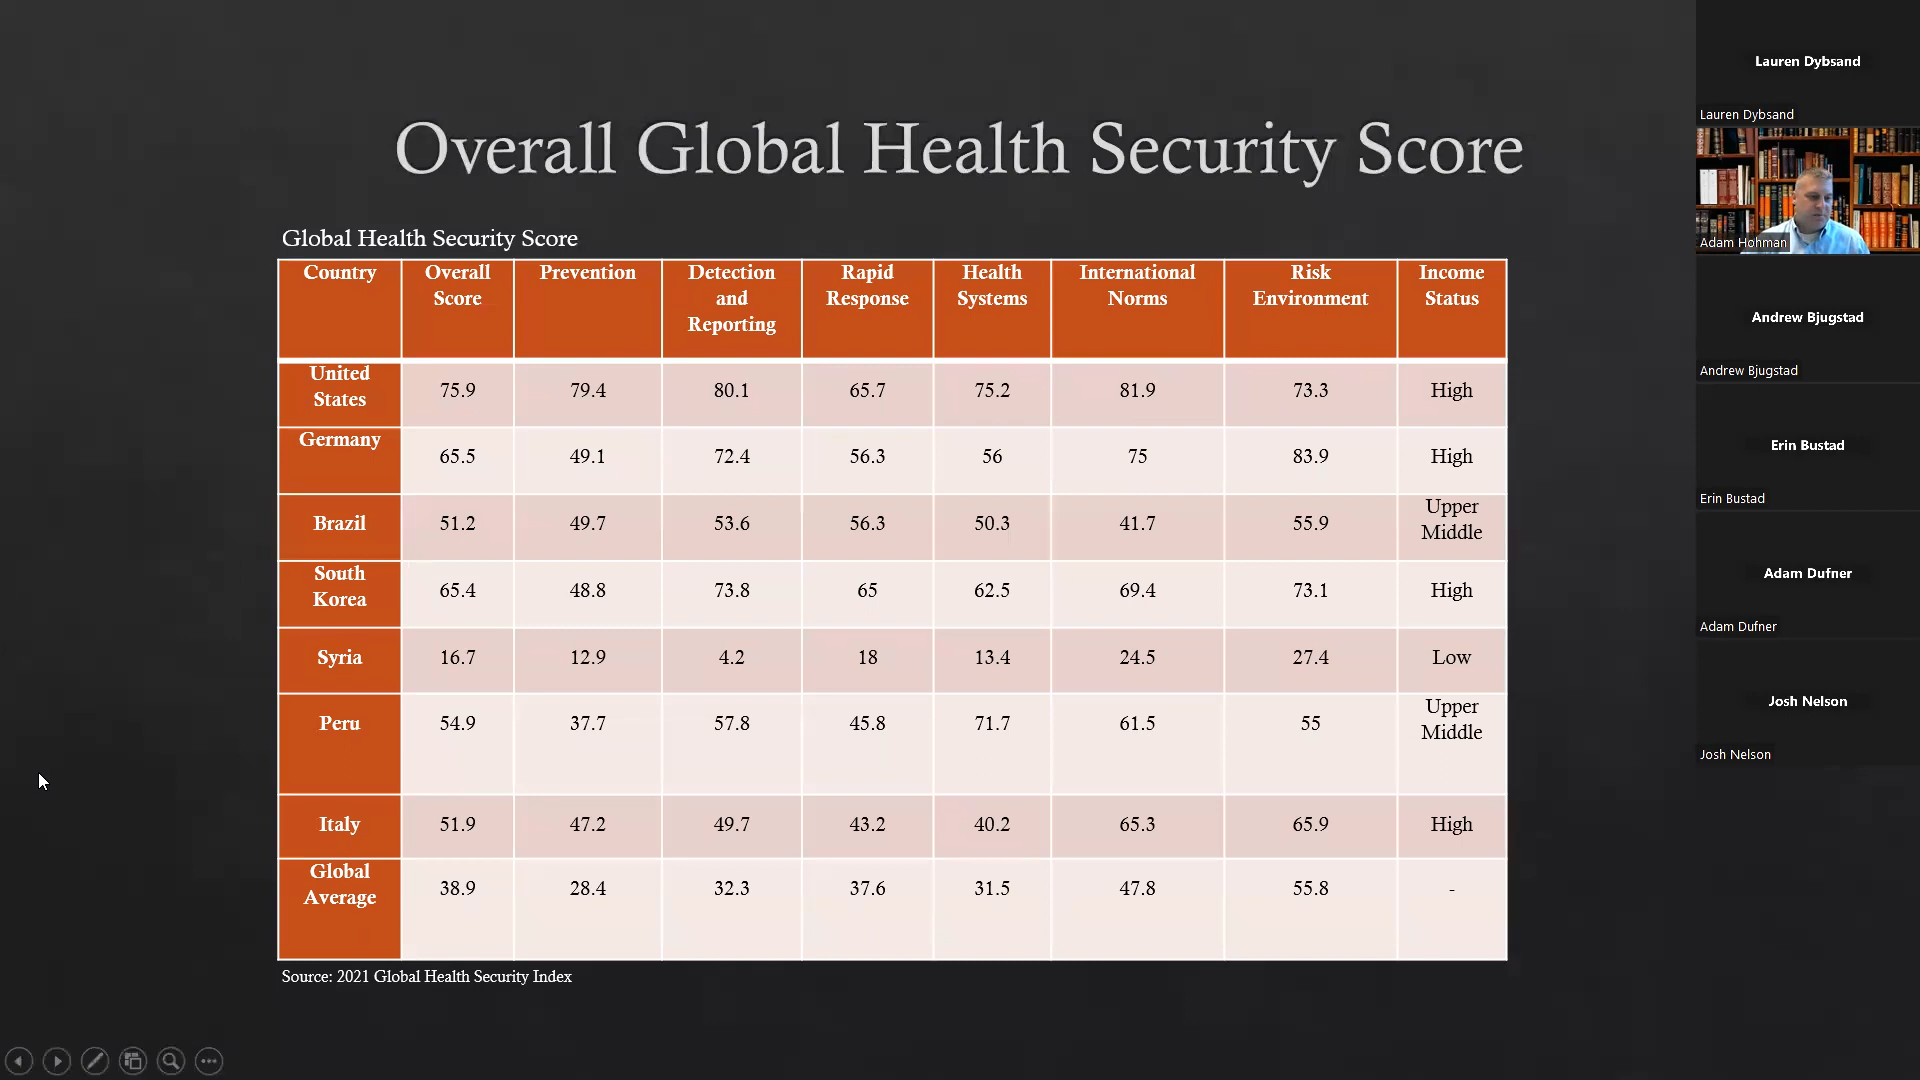 Overall Global Health Security Score
Global Health Security Score
Country Overall Score Prevention Detection and Reporting Rapid Response Health Systems International Norms Risk Environment Income Status
United States 75.9 79.4 80.1 65.7 75.2 81.9 73.3 High
Germany 65.5 49.1 72.4 56.3 56 75 83.9 High
Brazil 51.2 49.7 53.6 56.3 50.3 41.7 55.9 Upper Middle
South Korea 65.4 48.8 73.8 65 62.5 69.4 73.1 High
Syria 16.7 12.9 4.2 18 13.4 24.5 27.4 Low
Peru 54.9 37.7 57.8 45.8 71.7 61.5 55 Upper Middle
Italy 51.9 47.2 49.7 43.2 40.2 65.3 65.9 High
Global Average 38.9 28.4 32.3 37.6 31.5 47.8 55.8 -
Source: 2021 Global Health Security Index
Lauren Dybsand
Lauren Dybsand
Adam Hohman
Andrew Bjugstad
Andrew Bjugstad
Erin Bustad
Erin Bustad
Adam Dufner
Adam Dufner
Josh Nelson
Josh Nelson